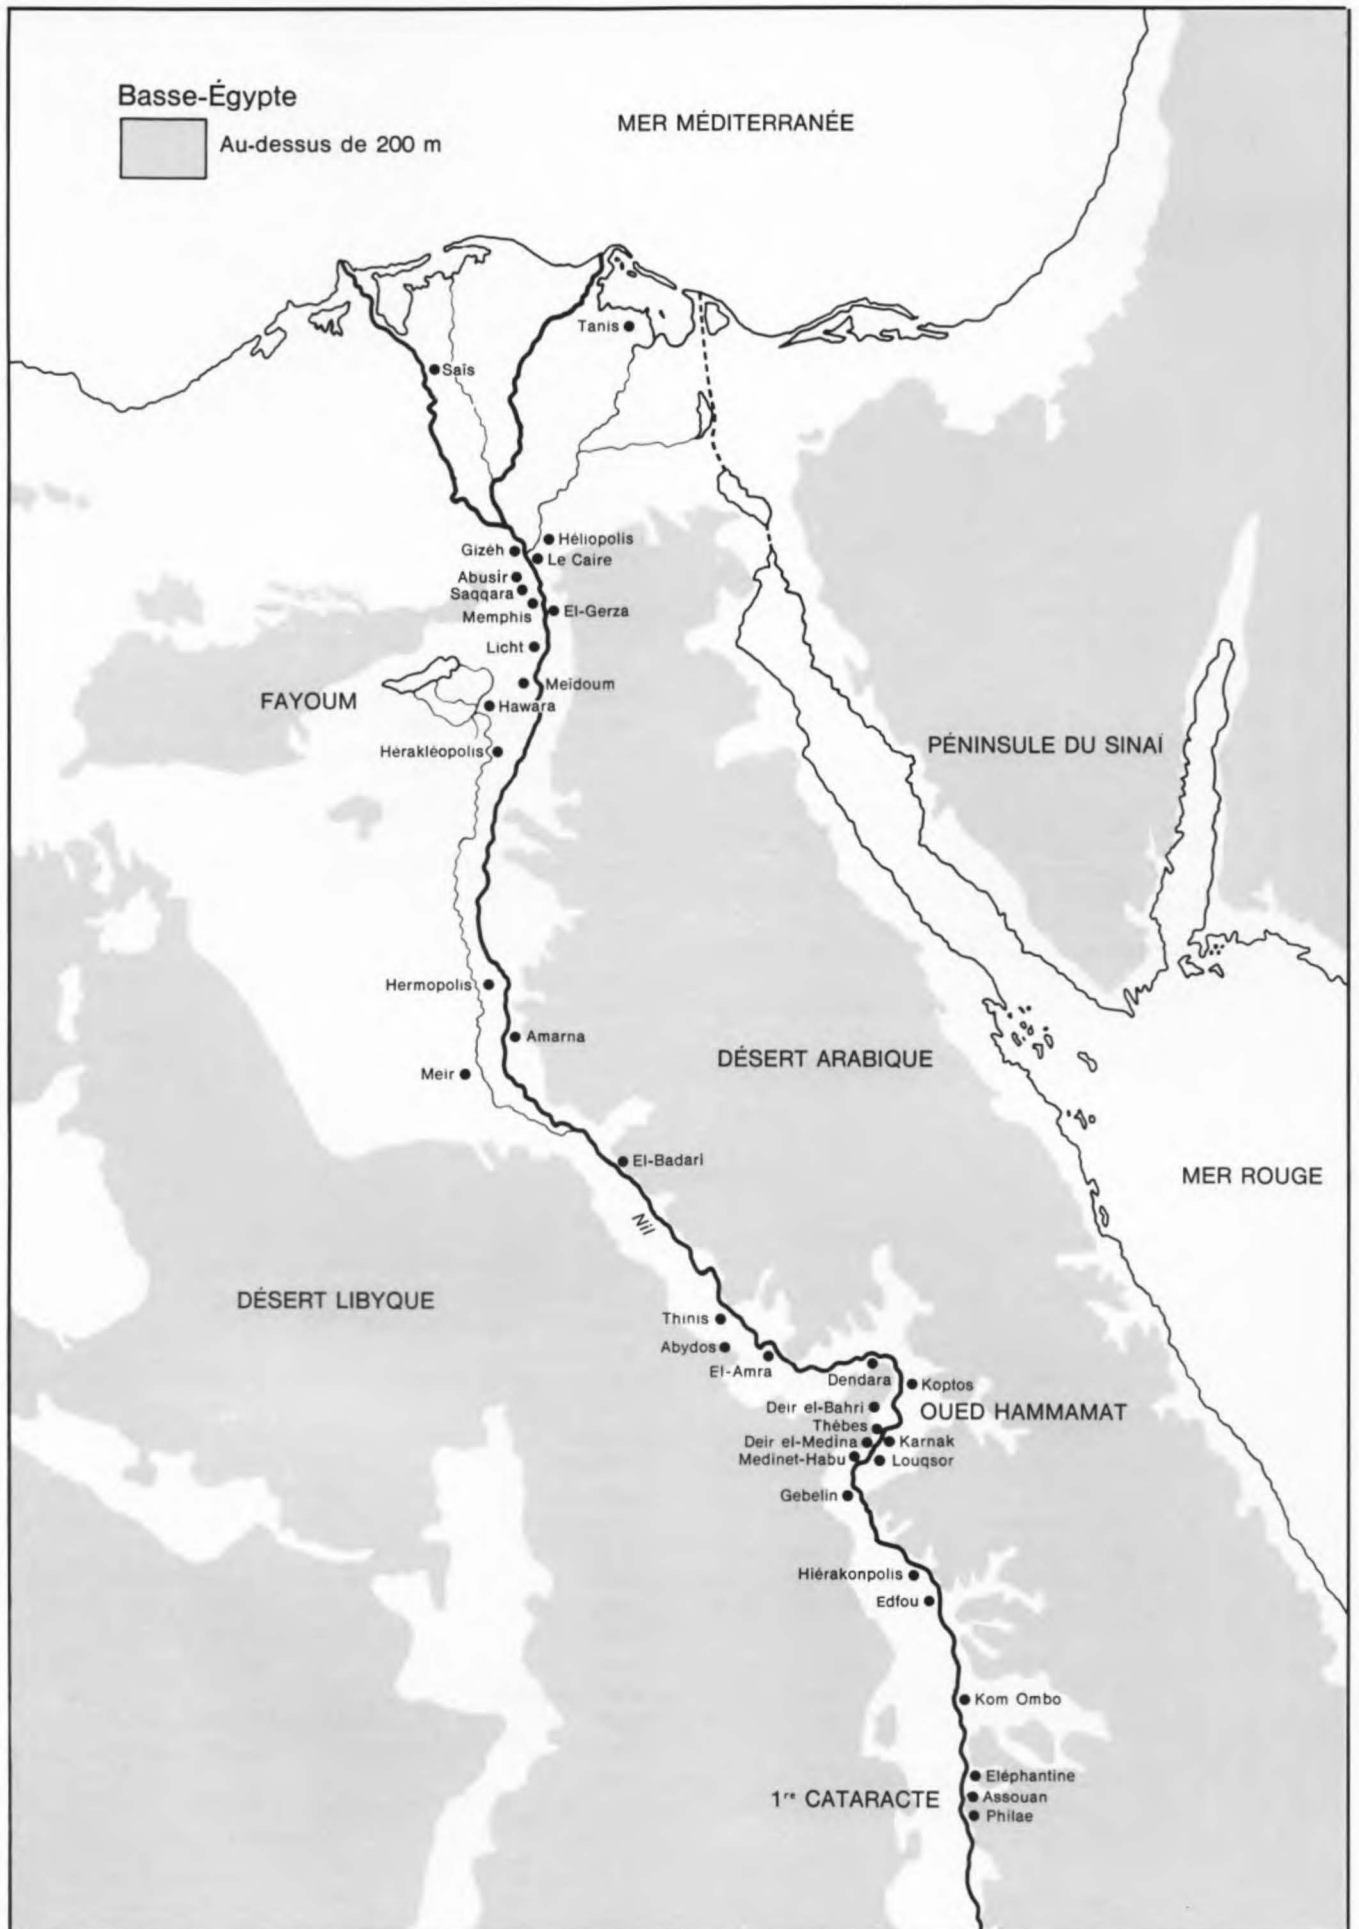 Basse-Égypte
Au-dessus de 200 m
MER MÉDITERRANÉE
Tanis
Saïs
Héliopolis
Gizéh
Le Caire
Abusir
Saqqara
Memphis
El-Gerza
Licht
Meïdoum
FAYOUM
Hawara
Hérakléopolis
PÉNINSULE DU SINAÏ
Hermopolis
Amarna
DÉSERT ARABIQUE
Meir
El-Badari
MER ROUGE
Nil
DÉSERT LIBYQUE
Thinis
Abydos
El-Amra
Dendara
Koptos
Deir el-Bahri
OUED HAMMAMAT
Thèbes
Deir el-Medina
Karnak
Medinet-Habu
Louqsor
Gebelin
Hiérakonpolis
Edfou
Kom Ombo
Eléphantine
1re CATARACTE
Assouan
Philae